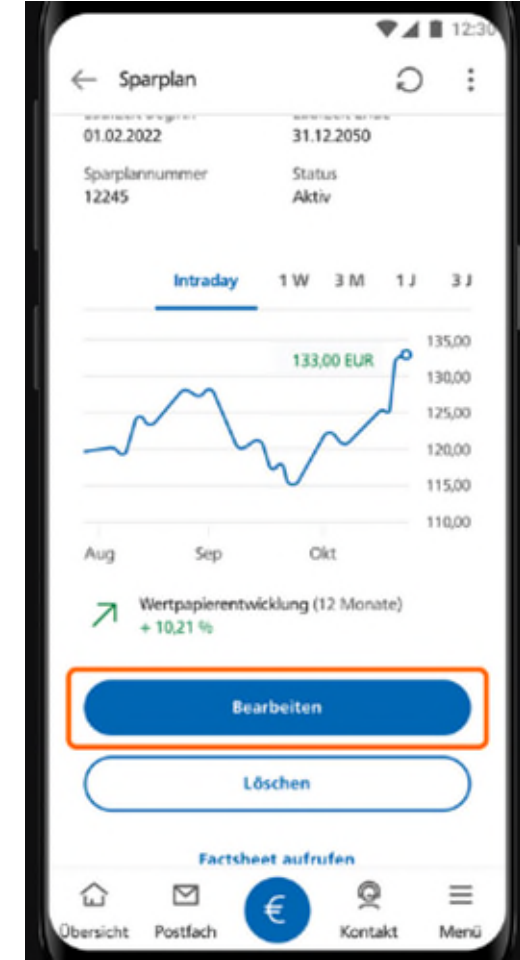 12:30
Sparplan
01.02.2022 31.12.2050
Sparplannummer Status
12245 Aktiv
Intraday 1 W 3 M 1 J 3 J
135,00
133,00 EUR
130,00
125,00
120,00
115,00
110,00
Aug Sep Okt
Wertpapierentwicklung (12 Monate)
+ 10,21 %
Bearbeiten
Löschen
Factsheet aufrufen
€
Übersicht Postfach Kontakt Menü